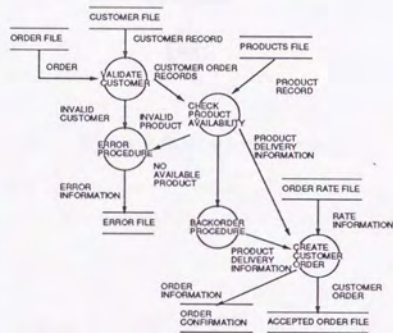 CUSTOMER FILE
ORDER FILE
CUSTOMER RECORD
PRODUCTS FILE
ORDER
VALIDATE
CUSTOMER
CUSTOMER ORDER
RECORDS
PRODUCT
RECORD
INVALID
CUSTOMER
INVALID
PRODUCT
CHECK
PRODUCT
AVAILABILITY
ERROR
PROCEDURE
PRODUCT
DELIVERY
INFORMATION
NO
AVAILABLE
PRODUCT
ERROR
INFORMATION
ORDER RATE FILE
ERROR FILE
BACKORDER
PROCEDURE
RATE
INFORMATION
PRODUCT
DELIVERY
INFORMATION
CREATE
CUSTOMER
ORDER
ORDER
INFORMATION
CUSTOMER
ORDER
ORDER
CONFIRMATION
ACCEPTED ORDER FILE